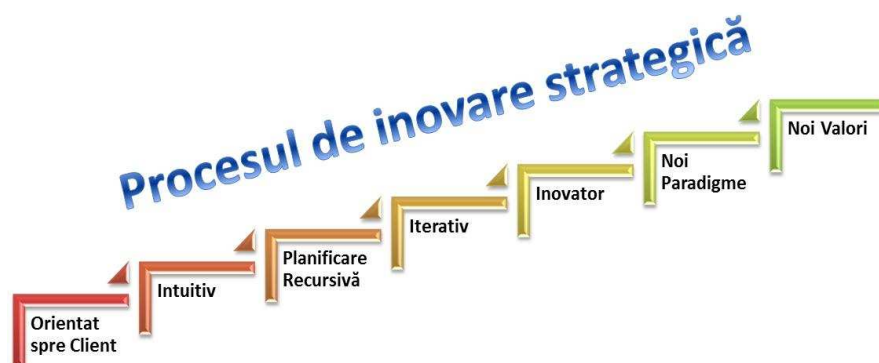 Procesul de inovare strategică
Orientat
spre Client
Intuitiv
Planificare
Recursivă
Iterativ
Inovator
Noi
Paradigme
Noi Valori